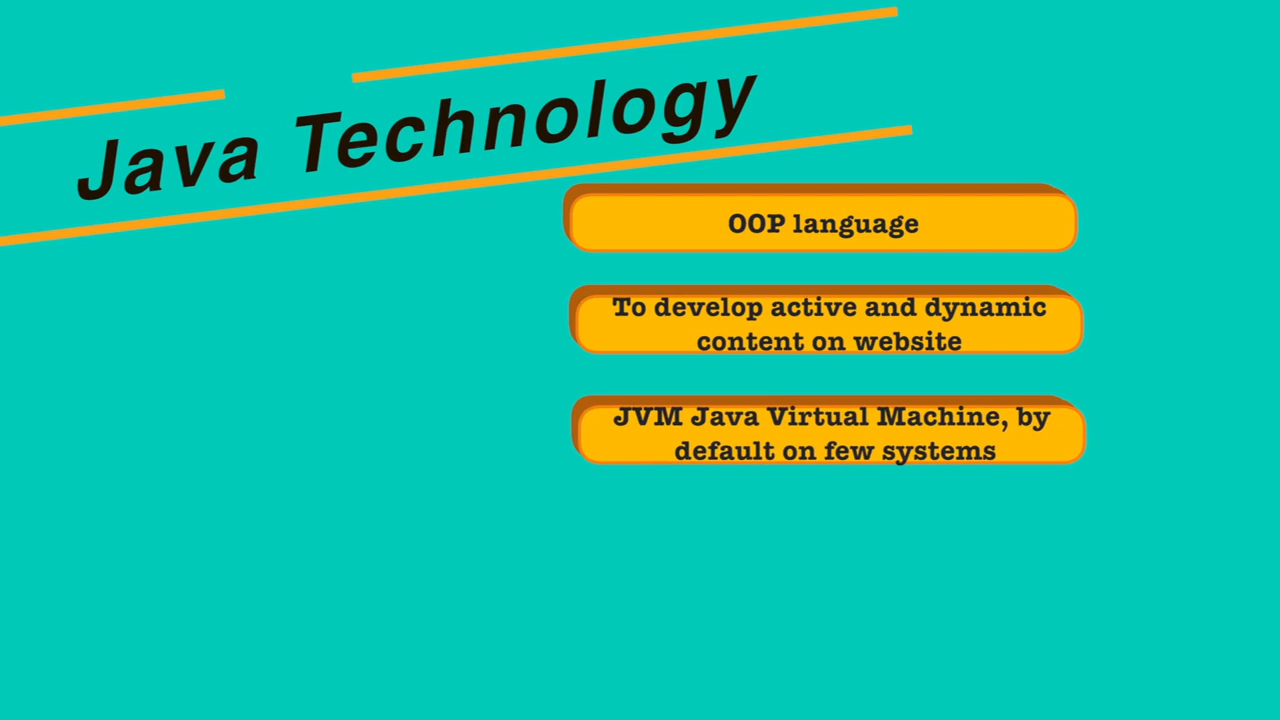 Java Technology
OOP language
To develop active and dynamic
content on website
JVM Java Virtual Machine, by
default on few systems